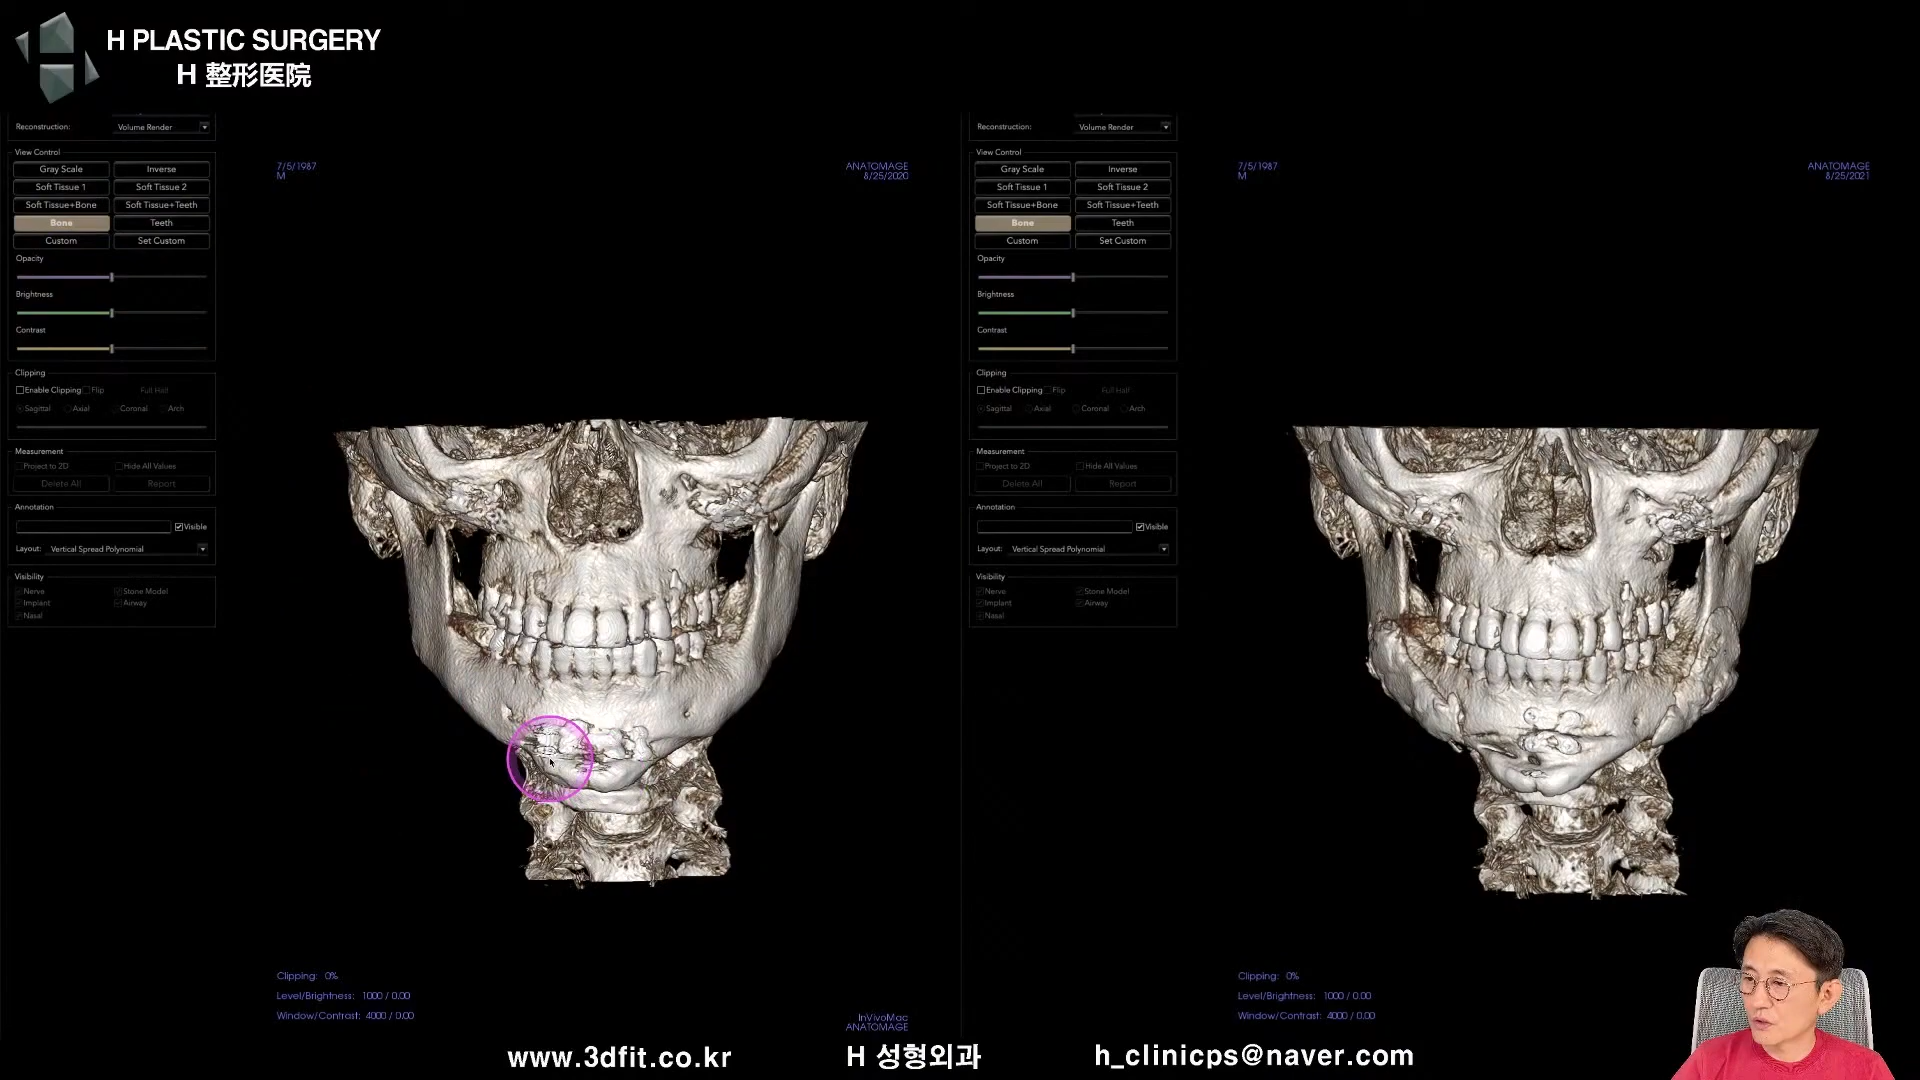 H PLASTIC SURGERY
H 整形医院
Reconstruction: Volume Render
View Control
Gray Scale Inverse
Soft Tissue 1 Soft Tissue 2
Soft Tissue+Bone Soft Tissue+Teeth
Bone Teeth
Custom Set Custom
Opacity
Brightness
Contrast
Clipping
Enable Clipping Flip Full Half
Sagittal Axial Coronal Arch
Measurement
Project to 2D Hide All Values
Delete All Report
Annotation
Visible
Layout: Vertical Spread Polynomial
Visibility
Nerve Stone Model
Implant Airway
Nasal
7/5/1987
M
ANATOMAGE
8/25/2020
Clipping: 0%
Level/Brightness: 1000 / 0.00
Window/Contrast: 4000 / 0.00
InVivoMac
ANATOMAGE
Reconstruction: Volume Render
View Control
Gray Scale Inverse
Soft Tissue 1 Soft Tissue 2
Soft Tissue+Bone Soft Tissue+Teeth
Bone Teeth
Custom Set Custom
Opacity
Brightness
Contrast
Clipping
Enable Clipping Flip Full Half
Sagittal Axial Coronal Arch
Measurement
Project to 2D Hide All Values
Delete All Report
Annotation
Visible
Layout: Vertical Spread Polynomial
Visibility
Nerve Stone Model
Implant Airway
Nasal
7/5/1987
M
ANATOMAGE
8/25/2021
Clipping: 0%
Level/Brightness: 1000 / 0.00
Window/Contrast: 4000 / 0.00
www.3dfit.co.kr H 성형외과 h_clinicps@naver.com